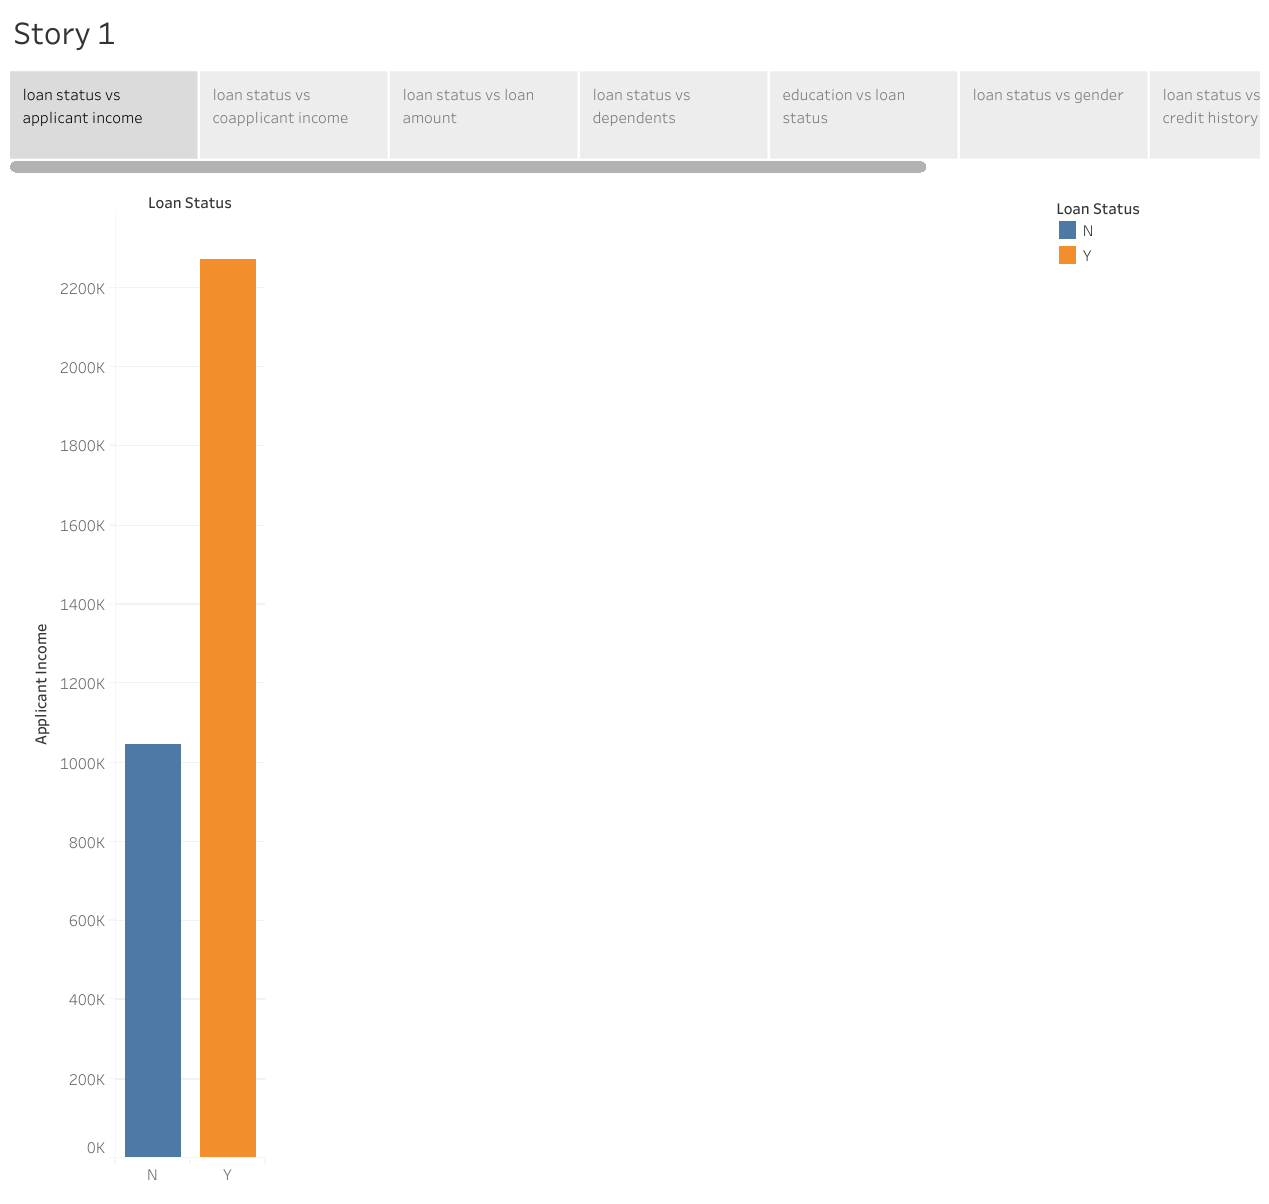 Story 1
loan status vs
applicant income
loan status vs
coapplicant income
loan status vs loan
amount
loan status vs
dependents
education vs loan
status
loan status vs gender
loan status vs
credit history
Loan Status
Loan Status
N
Y
2200K
2000K
1800K
1600K
1400K
1200K
1000K
800K
600K
400K
200K
0K
Applicant Income
N
Y